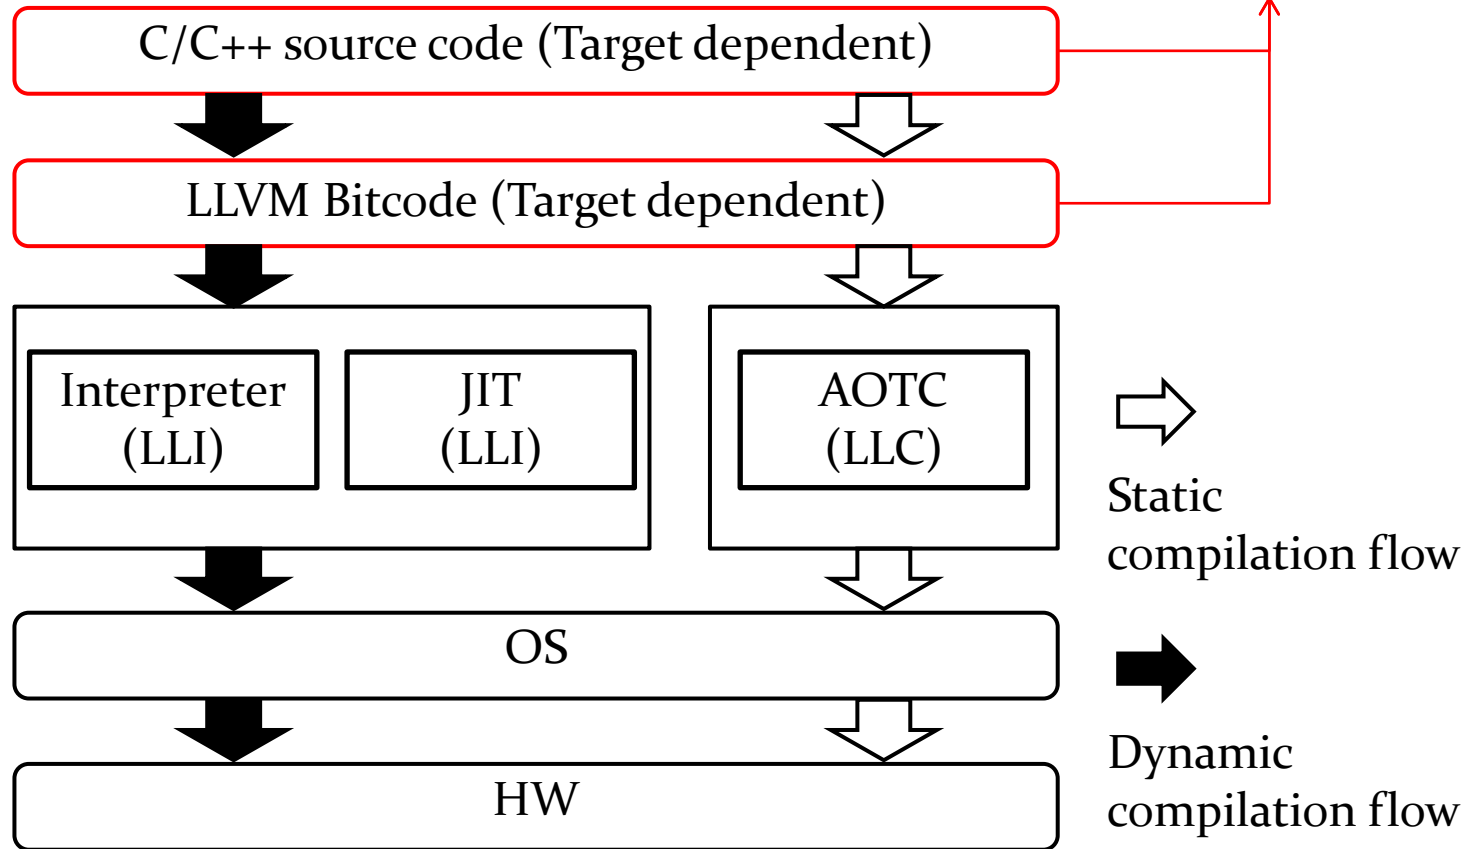 C/C++ source code (Target dependent)
LLVM Bitcode (Target dependent)
Interpreter
(LLI)
JIT
(LLI)
AOTC
(LLC)
Static
compilation flow
OS
Dynamic
compilation flow
HW